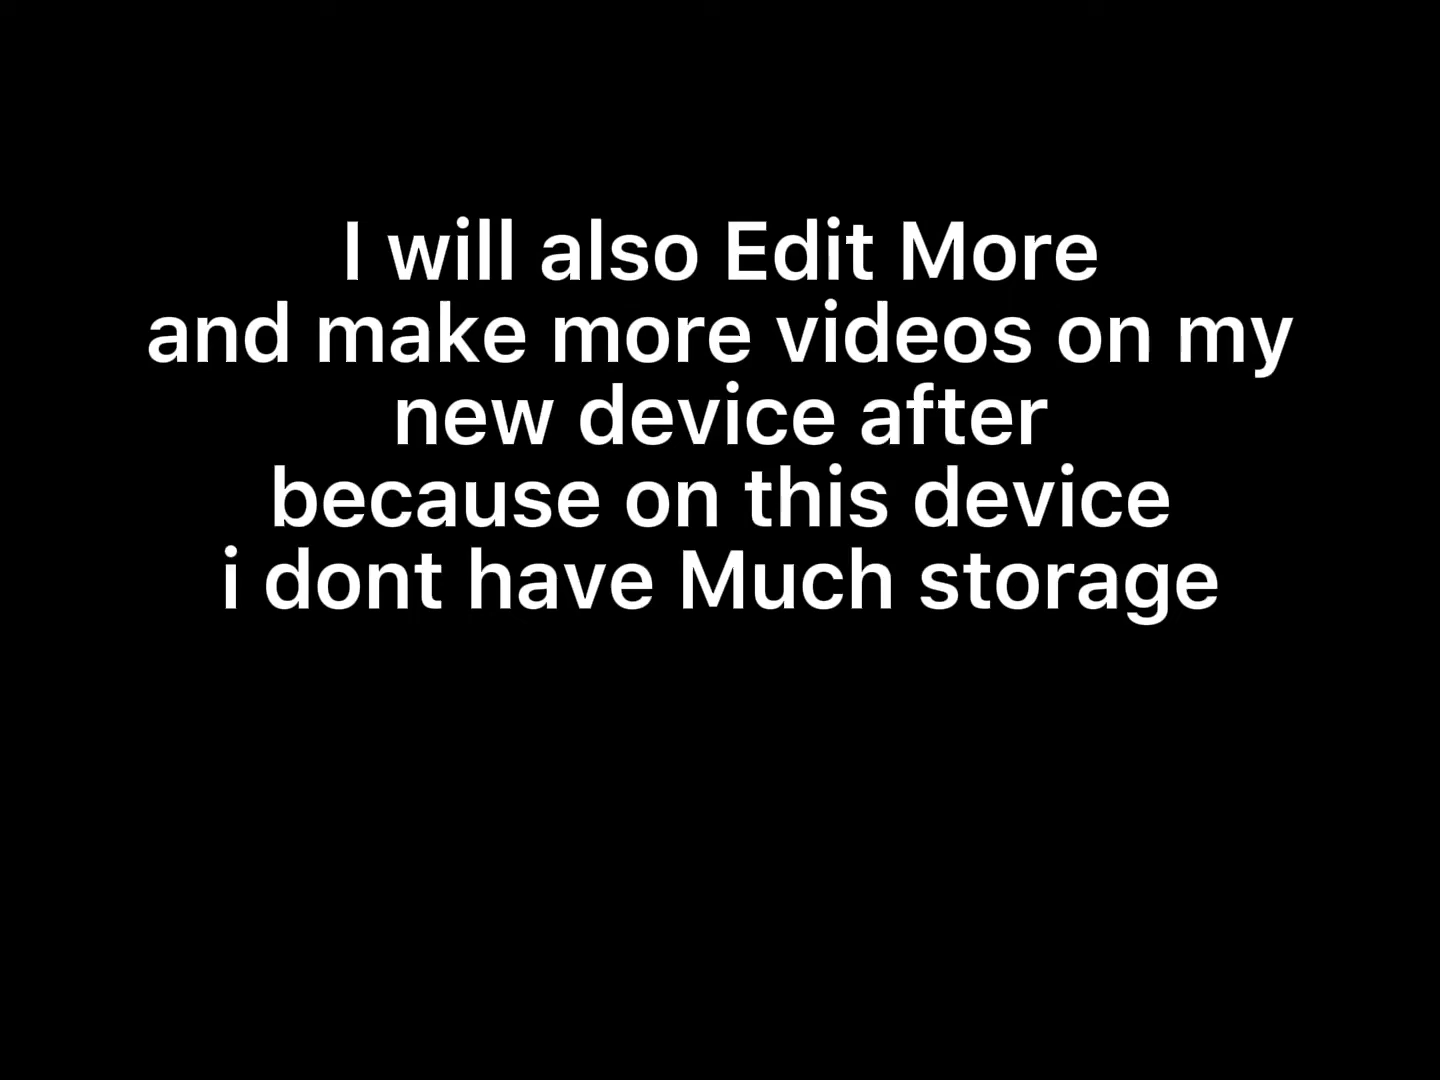 I will also Edit More
and make more videos on my
new device after
because on this device
i dont have Much storage